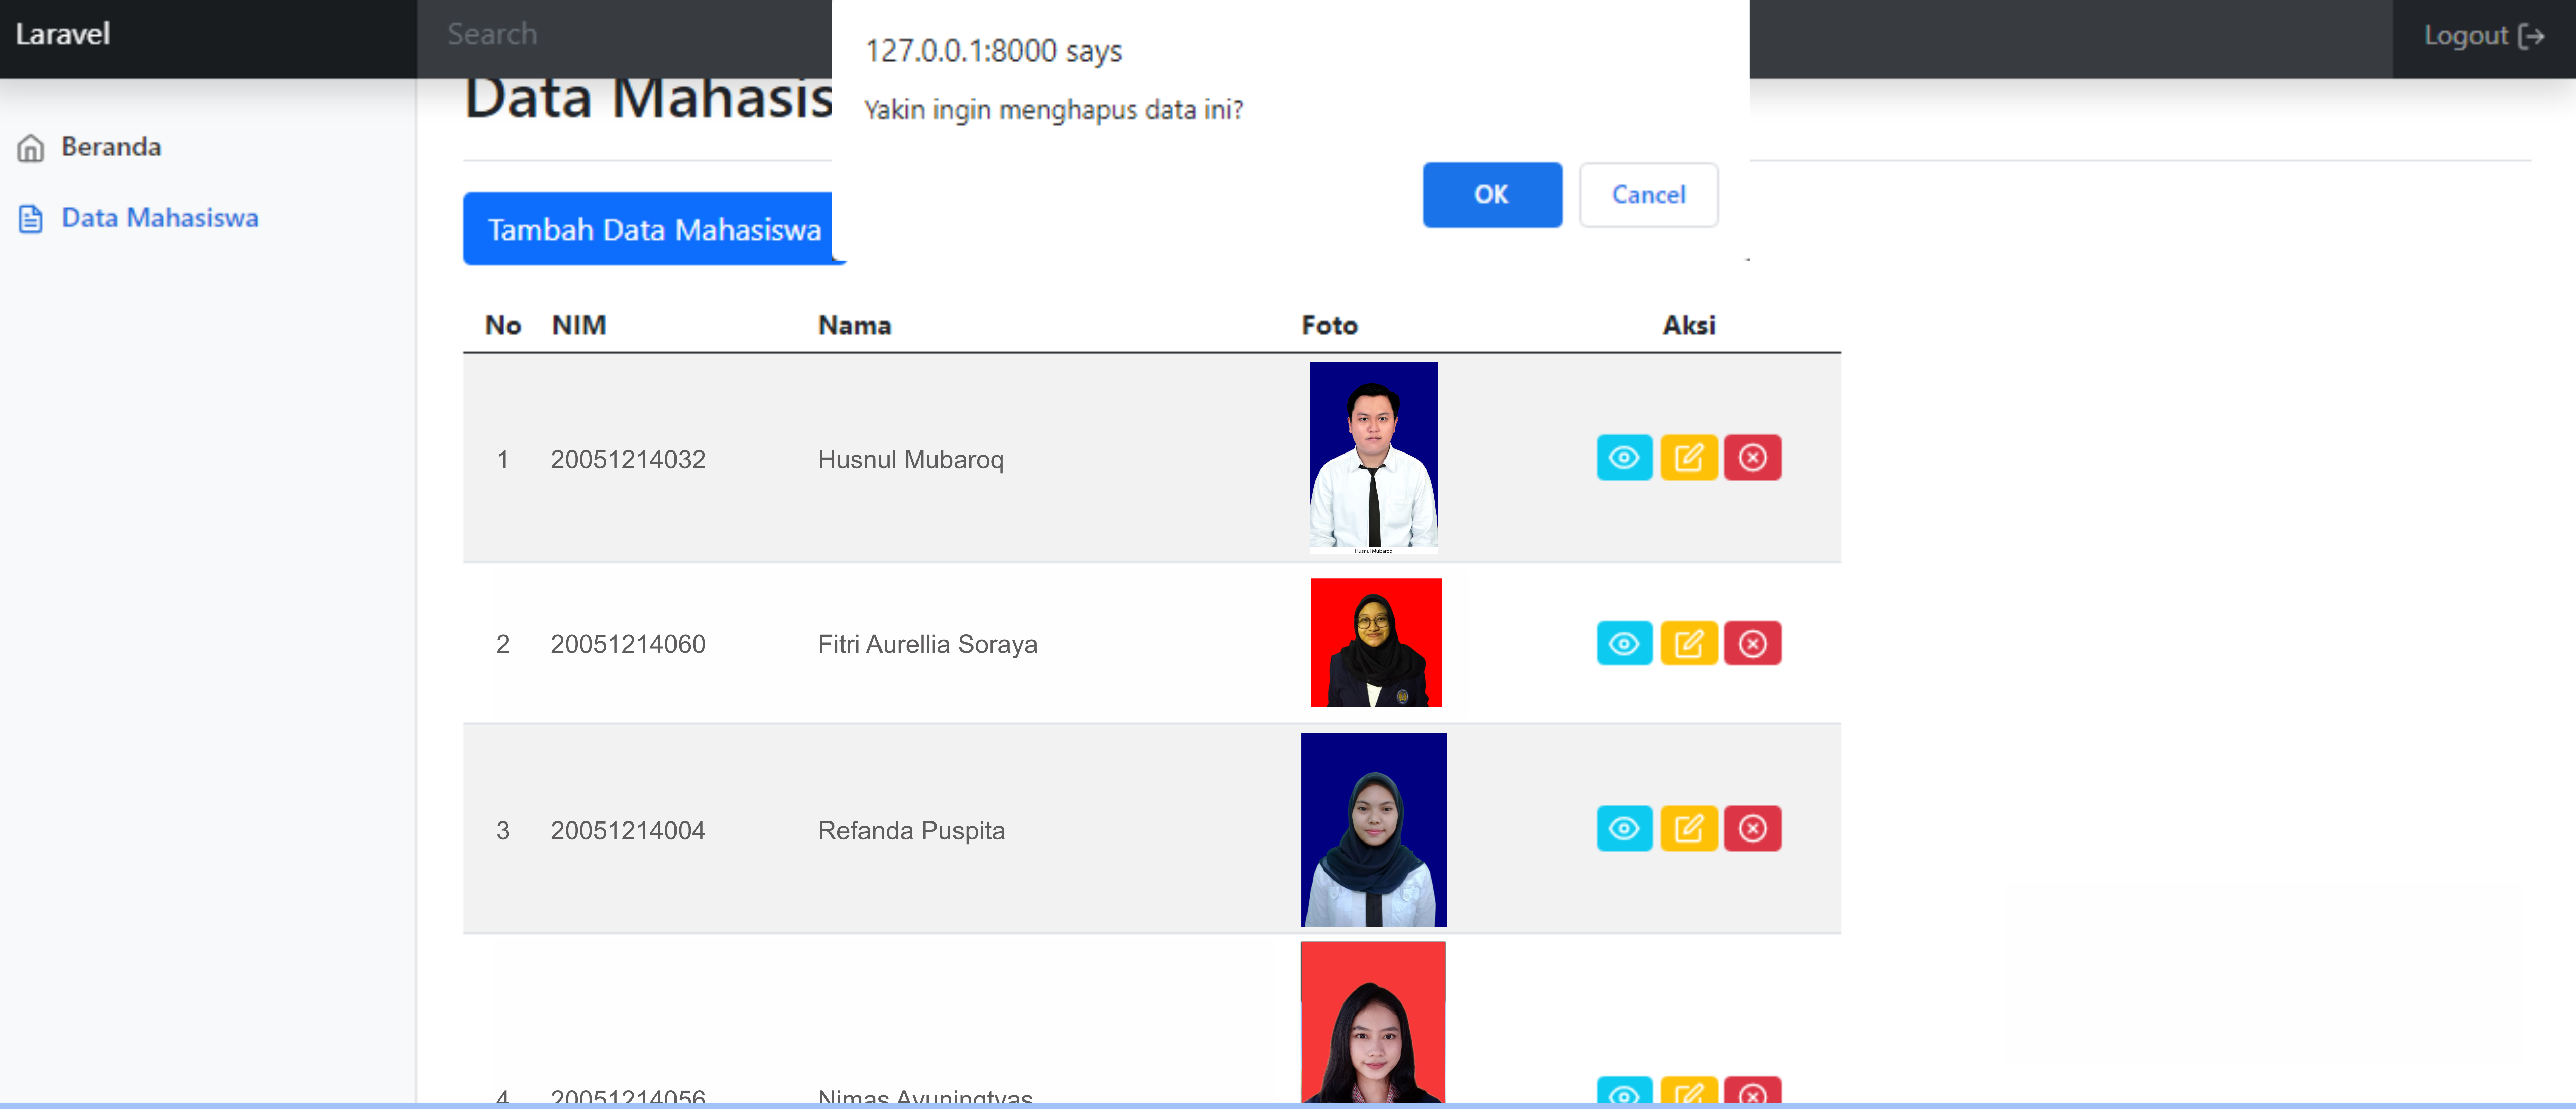 Laravel
Search
127.0.0.1:8000 says
Logout
Data Mahasis
Yakin ingin menghapus data ini?
OK
Cancel
Beranda
Data Mahasiswa
Tambah Data Mahasiswa
No NIM Nama Foto Aksi
1 20051214032 Husnul Mubaroq
Husnul Mubaroq
2 20051214060 Fitri Aurellia Soraya
3 20051214004 Refanda Puspita
4 20051214056 Nimas Ayuningtyas